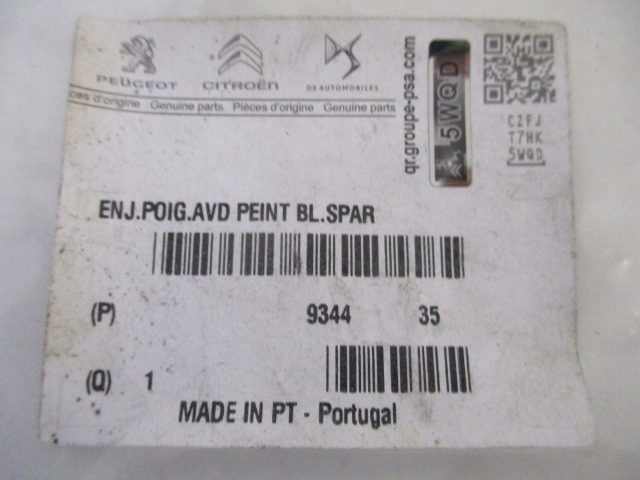 PEUGEOT CITROËN DS AUTOMOBILES
ces d'origine Genuine parts Pièces d'origine Genuine parts
qr.groupe-psa.com
5WQD
CZFJ
T7HK
5WQD
ENJ.POIG.AVD PEINT BL.SPAR
(P) 9344 35
(Q) 1
MADE IN PT - Portugal